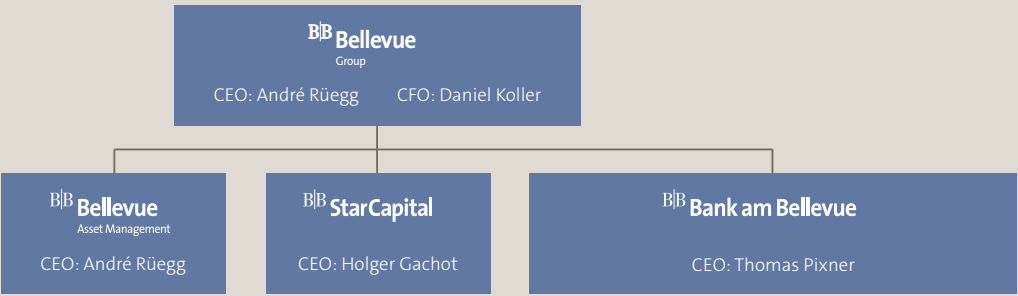 B|B Bellevue
Group
CEO: André Rüegg CFO: Daniel Koller
B|B Bellevue
Asset Management
CEO: André Rüegg
B|B StarCapital
CEO: Holger Gachot
B|B Bank am Bellevue
CEO: Thomas Pixner